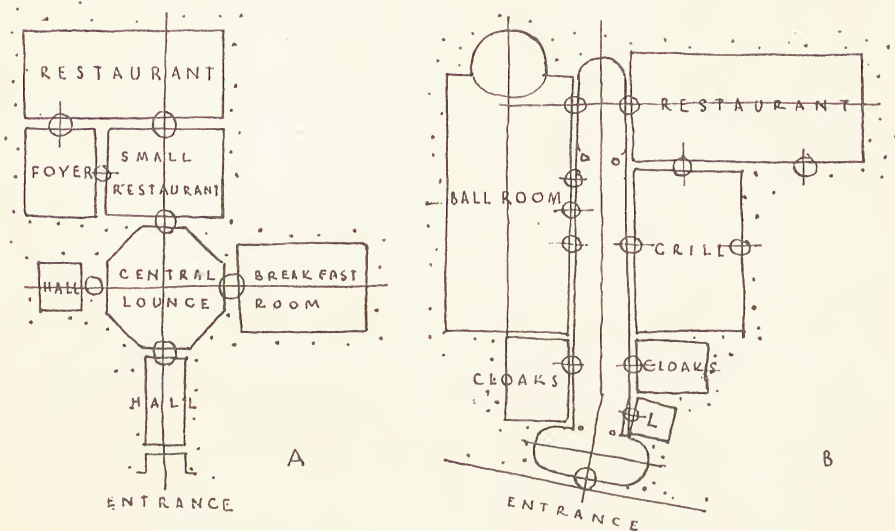 RESTAURANT
FOYER
SMALL
RESTAURANT
HALL
CENTRAL
LOUNGE
BREAKFAST
ROOM
HALL
A
ENTRANCE
RESTAURANT
BALL ROOM
GRILL
CLOAKS
CLOAKS
L
B
ENTRANCE